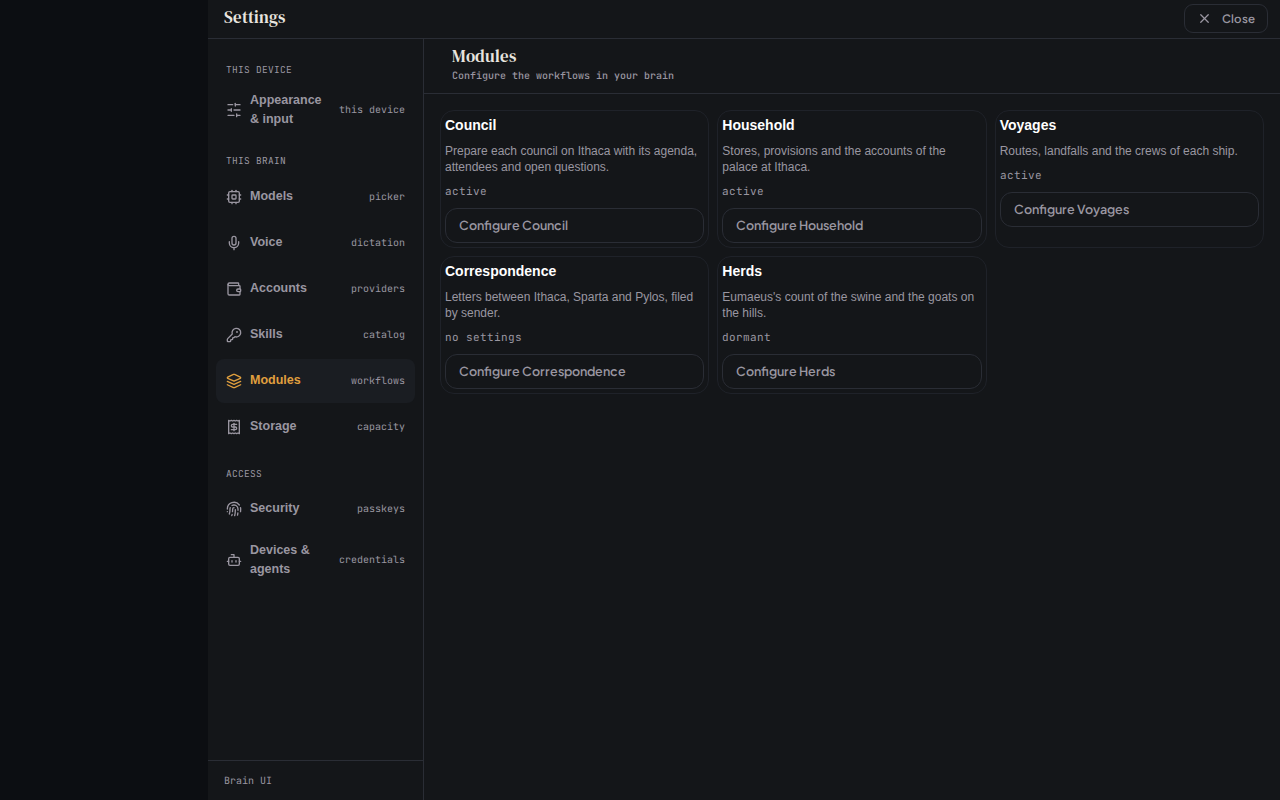 Settings
Close
THIS DEVICE
Appearance & input
this device
THIS BRAIN
Models
picker
Voice
dictation
Accounts
providers
Skills
catalog
Modules
workflows
Storage
capacity
ACCESS
Security
passkeys
Devices & agents
credentials
Brain UI
Modules
Configure the workflows in your brain
Council
Prepare each council on Ithaca with its agenda,
attendees and open questions.
active
Configure Council
Household
Stores, provisions and the accounts of the
palace at Ithaca.
active
Configure Household
Voyages
Routes, landfalls and the crews of each ship.
active
Configure Voyages
Correspondence
Letters between Ithaca, Sparta and Pylos, filed
by sender.
no settings
Configure Correspondence
Herds
Eumaeus's count of the swine and the goats on
the hills.
dormant
Configure Herds